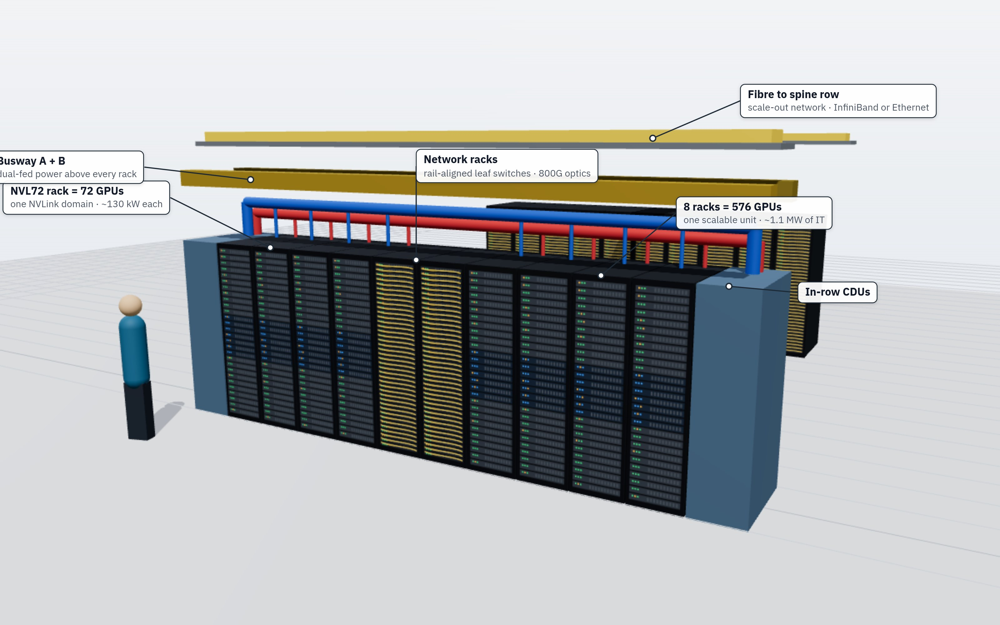 Fibre to spine row
scale-out network · InfiniBand or Ethernet
Busway A + B
dual-fed power above every rack
Network racks
rail-aligned leaf switches · 800G optics
NVL72 rack = 72 GPUs
one NVLink domain · ~130 kW each
8 racks = 576 GPUs
one scalable unit · ~1.1 MW of IT
In-row CDUs